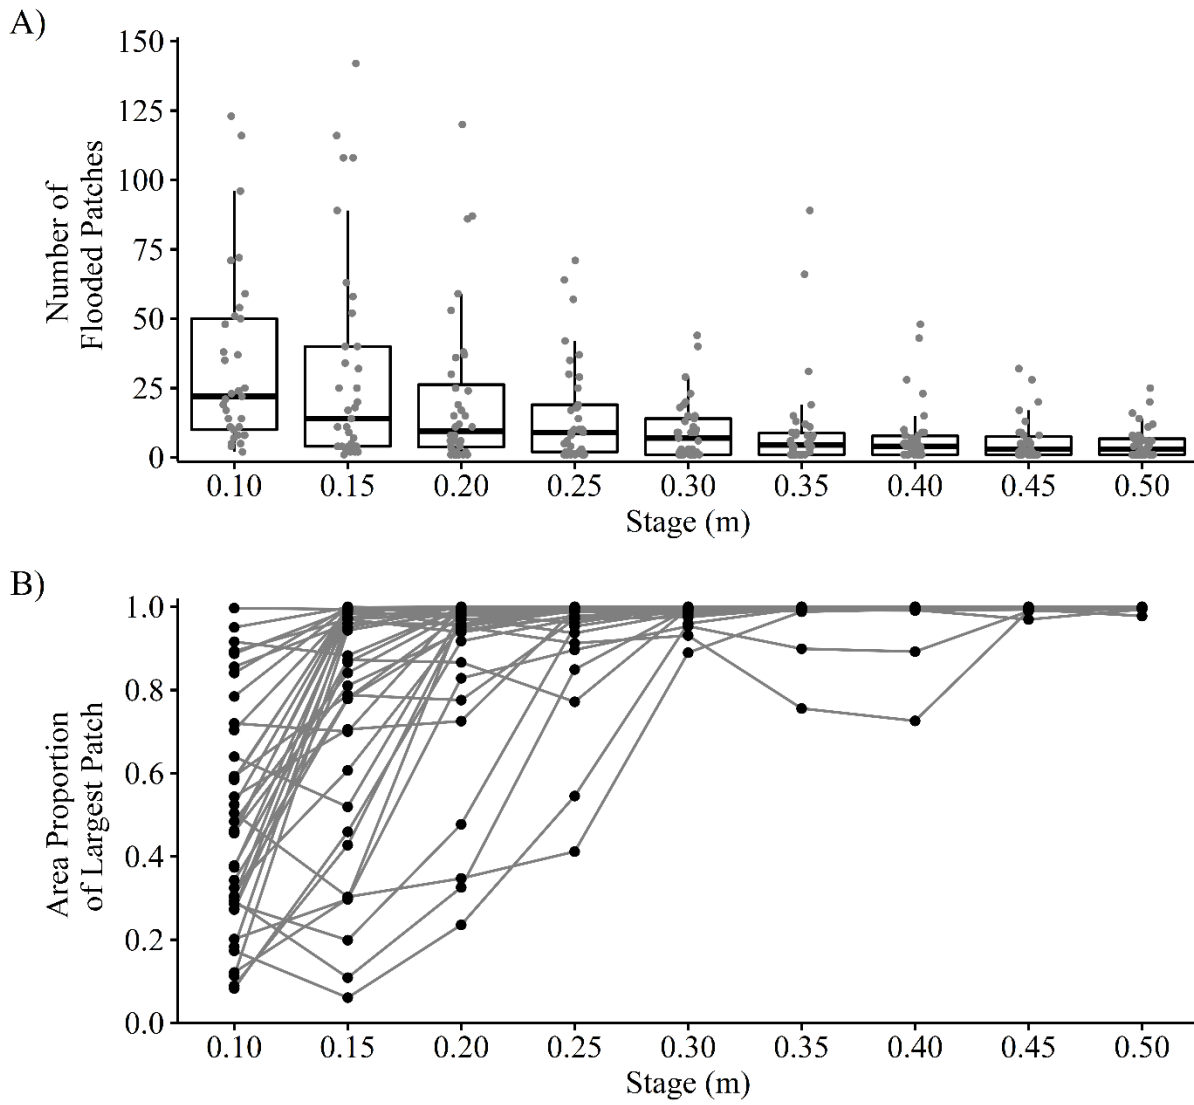 A)
150
125
100
75
50
25
0
Number of
Flooded Patches
0.10 0.15 0.20 0.25 0.30 0.35 0.40 0.45 0.50
Stage (m)
B)
1.0
0.8
0.6
0.4
0.2
0.0
Area Proportion
of Largest Patch
0.10 0.15 0.20 0.25 0.30 0.35 0.40 0.45 0.50
Stage (m)